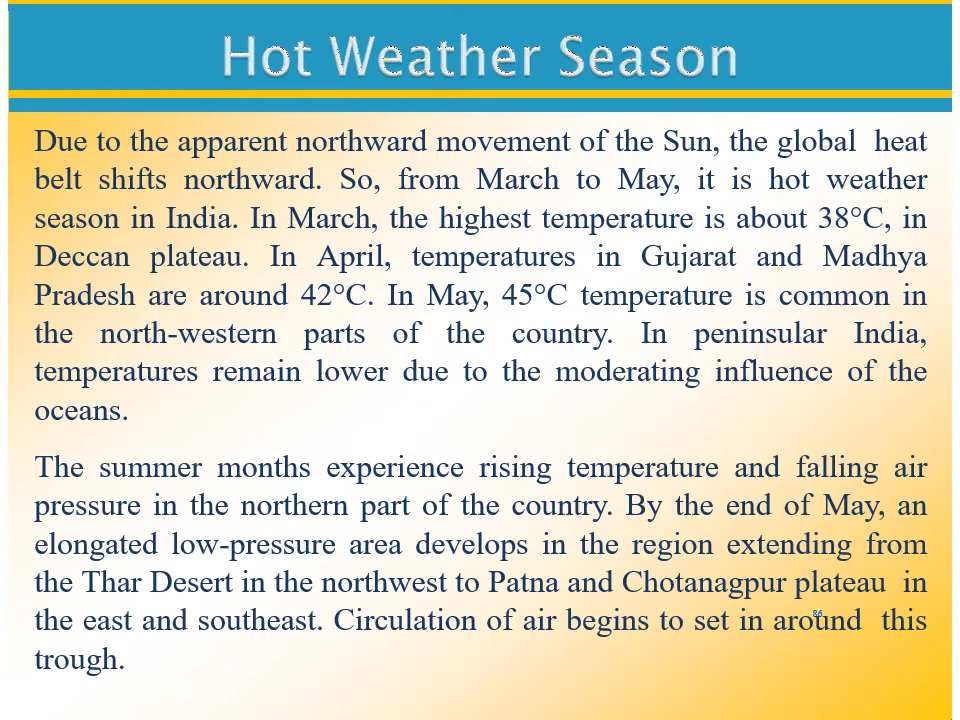 Hot Weather Season
Due to the apparent northward movement of the Sun, the global heat
belt shifts northward. So, from March to May, it is hot weather
season in India. In March, the highest temperature is about 38°C, in
Deccan plateau. In April, temperatures in Gujarat and Madhya
Pradesh are around 42°C. In May, 45°C temperature is common in
the north-western parts of the country. In peninsular India,
temperatures remain lower due to the moderating influence of the
oceans.
The summer months experience rising temperature and falling air
pressure in the northern part of the country. By the end of May, an
elongated low-pressure area develops in the region extending from
the Thar Desert in the northwest to Patna and Chotanagpur plateau in
the east and southeast. Circulation of air begins to set in around this
trough.
86